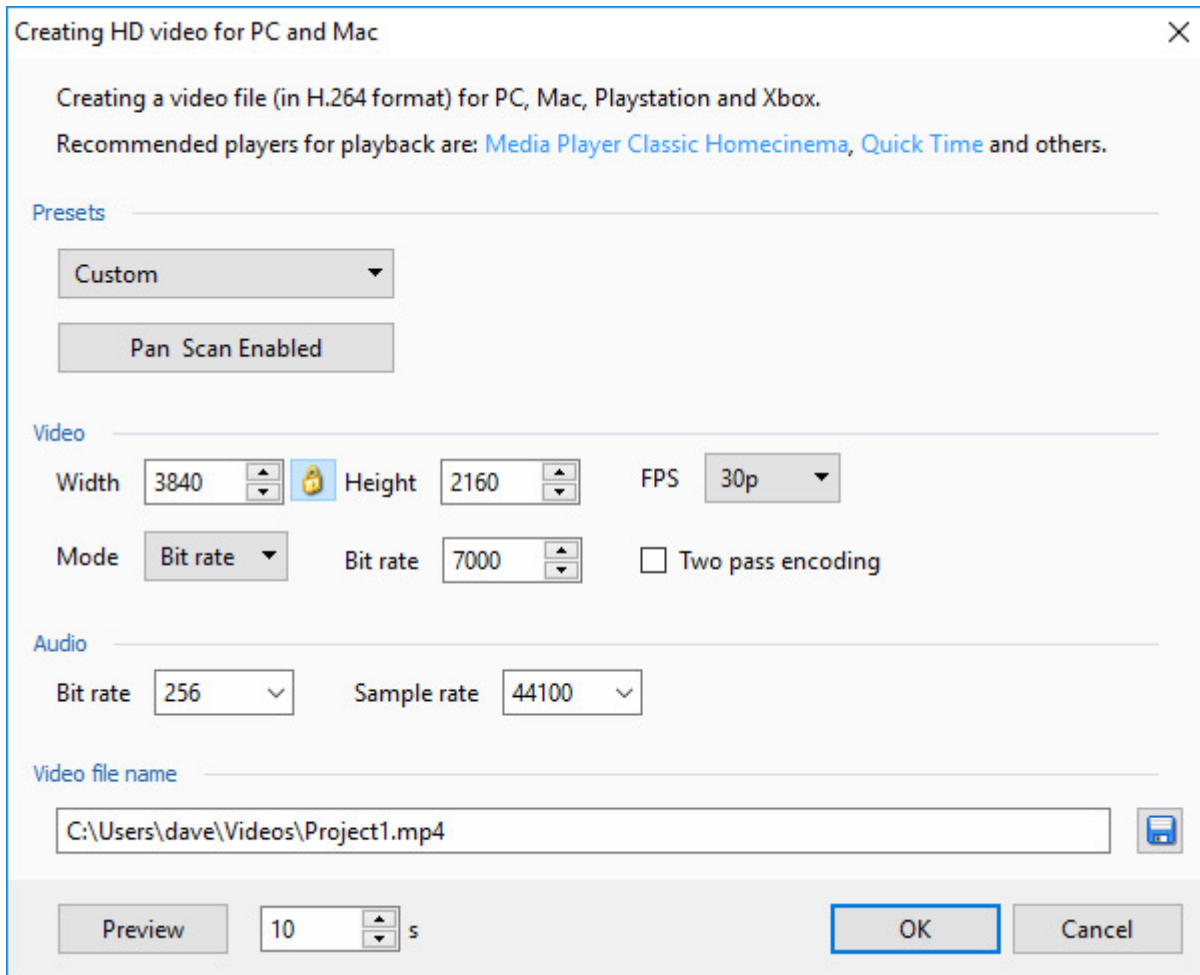 Creating HD video for PC and Mac
Creating a video file (in H.264 format) for PC, Mac, Playstation and Xbox.
Recommended players for playback are: Media Player Classic Homecinema, Quick Time and others.
Presets
Custom
Pan Scan Enabled
Video
Width 3840 Height 2160 FPS 30p
Mode Bit rate Bit rate 7000 Two pass encoding
Audio
Bit rate 256 Sample rate 44100
Video file name
C:\Users\dave\Videos\Project1.mp4
Preview 10 s OK Cancel